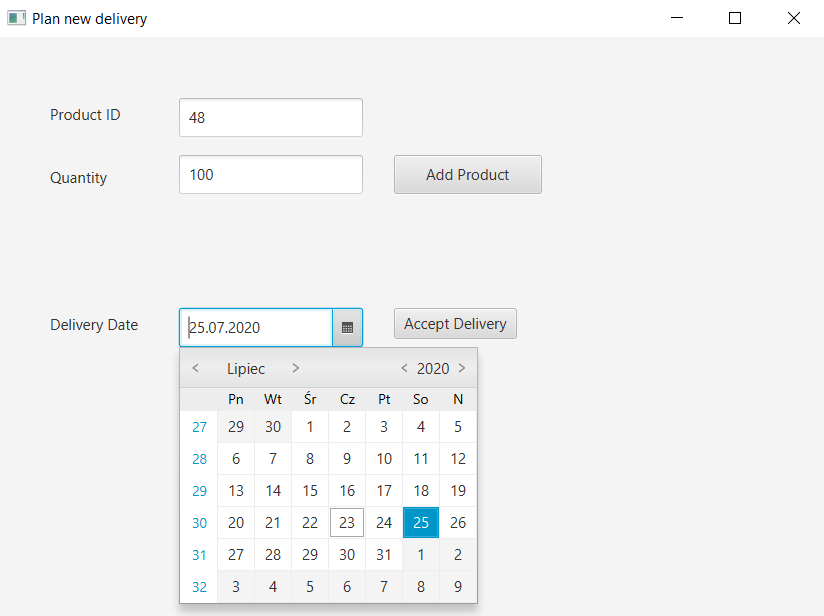 Plan new delivery
Product ID 48
Quantity 100 Add Product
Delivery Date 25.07.2020 Accept Delivery
< Lipiec > < 2020 >
Pn Wt Śr Cz Pt So N
27 29 30 1 2 3 4 5
28 6 7 8 9 10 11 12
29 13 14 15 16 17 18 19
30 20 21 22 23 24 25 26
31 27 28 29 30 31 1 2
32 3 4 5 6 7 8 9